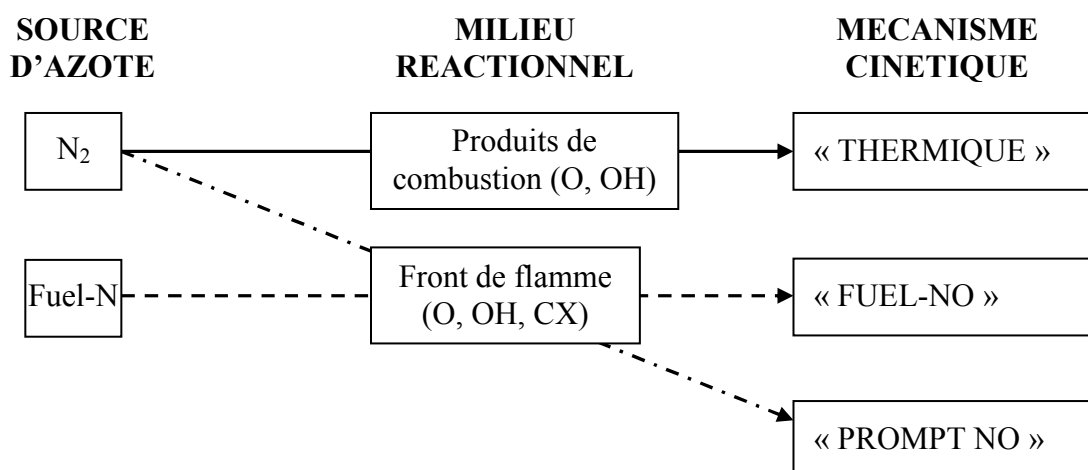 SOURCE
D'AZOTE
MILIEU
REACTIONNEL
MECANISME
CINETIQUE
N₂
Produits de
combustion (O, OH)
« THERMIQUE »
Fuel-N
Front de flamme
(O, OH, CX)
« FUEL-NO »
« PROMPT NO »